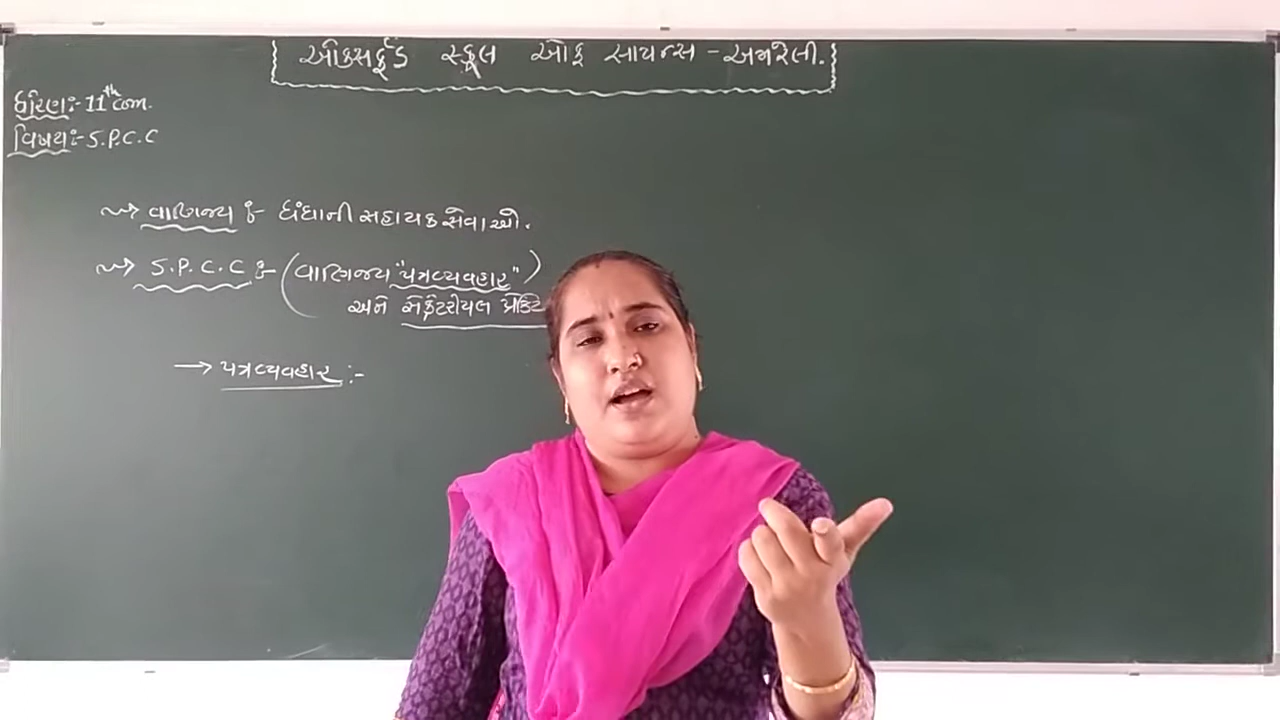 ઓક્સફર્ડ સ્કૂલ ઓફ સાયન્સ - અમરેલી.
ધોરણ:- 11th com.
વિષય:- S.P.C.C
વાણિજ્ય :- ધંધાની સહાયક સેવાઓ.
S.P.C.C :- (વાણિજ્ય "પત્રવ્યવહાર")
અને સેક્રેટરીયલ
→ પત્રવ્યવહાર :-